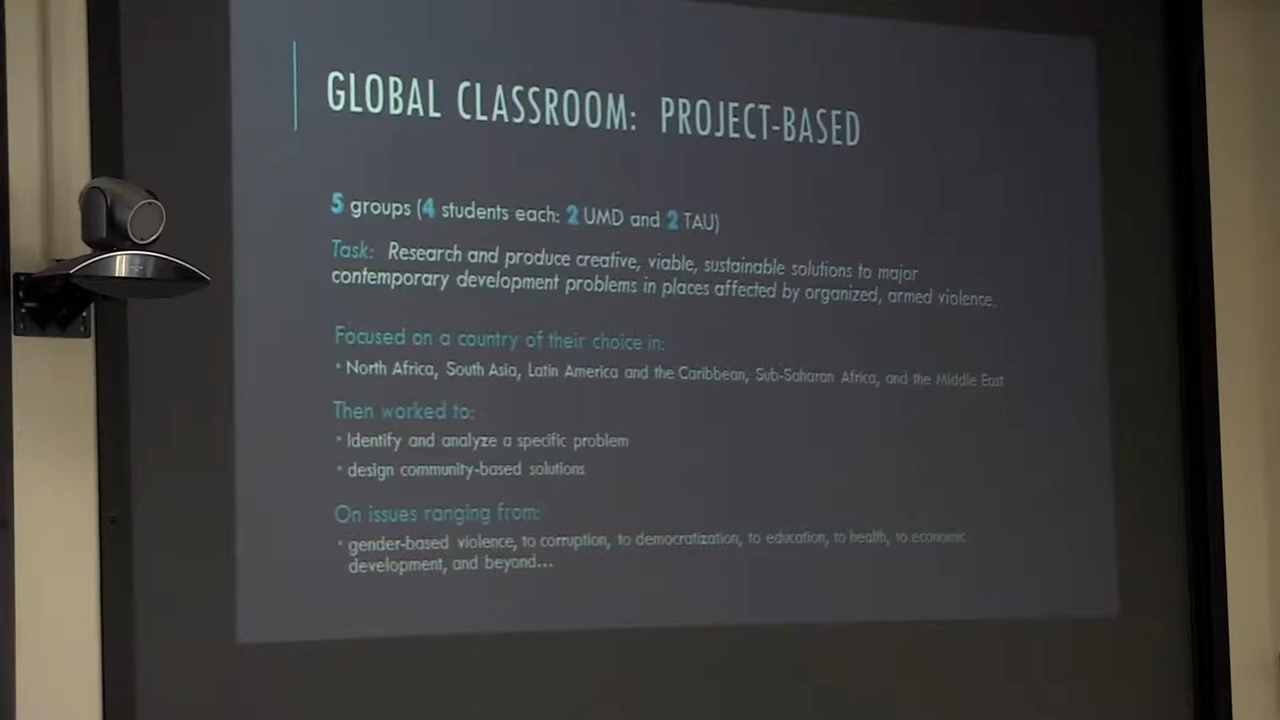 GLOBAL CLASSROOM: PROJECT-BASED
5 groups (4 students each: 2 UMD and 2 TAU)
Task: Research and produce creative, viable, sustainable solutions to major
contemporary development problems in places affected by organized, armed violence.
Focused on a country of their choice in:
• North Africa, South Asia, Latin America and the Caribbean, Sub-Saharan Africa, and the Middle East
Then worked to:
• Identify and analyze a specific problem
• design community-based solutions
On issues ranging from:
• gender-based violence, to corruption, to democratization, to education, to health, to economic
development, and beyond...